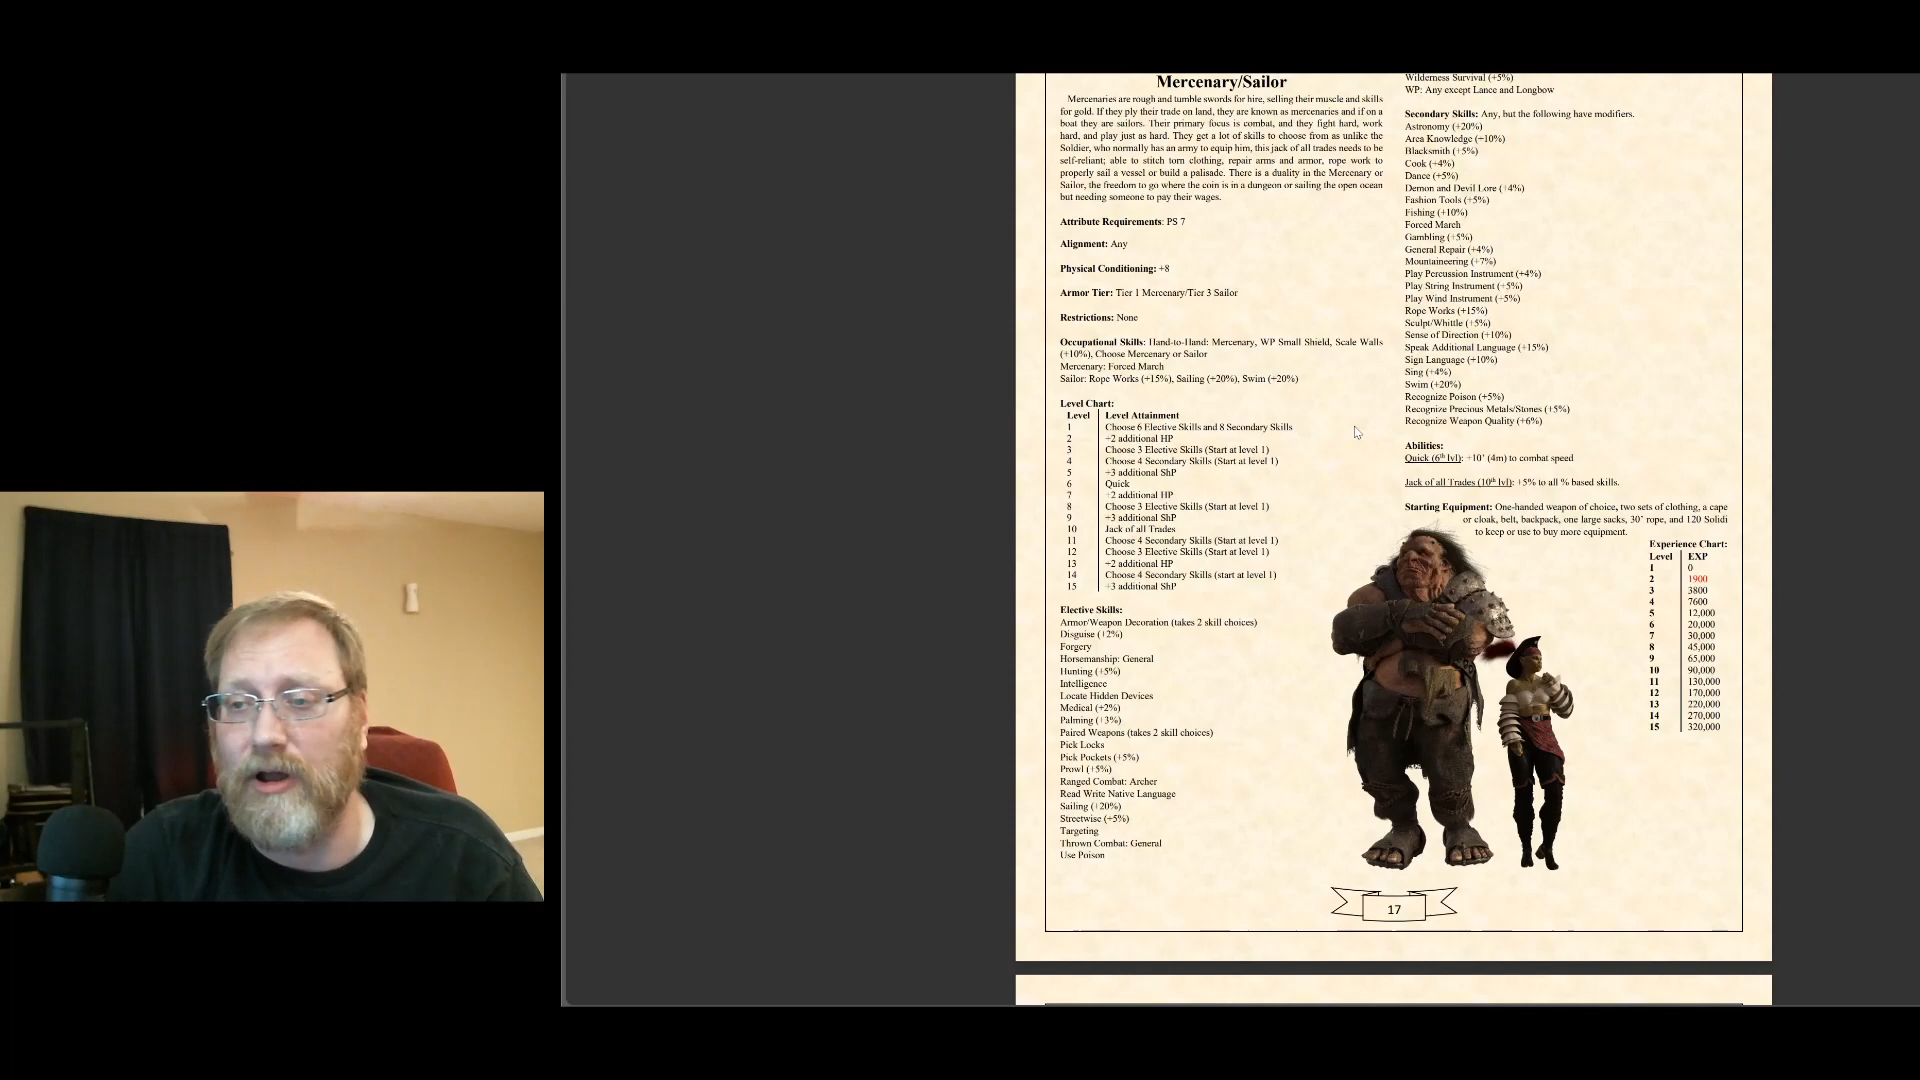 Mercenary/Sailor
Mercenaries are rough and tumble swords for hire, selling their muscle and skills
for gold. If they ply their trade on land, they are known as mercenaries and if on a
boat they are sailors. Their primary focus is combat, and they fight hard, work
hard, and play just as hard. They get a lot of skills to choose from as unlike the
Soldier, who normally has an army to equip him, this jack of all trades needs to be
self-reliant; able to stitch torn clothing, repair arms and armor, rope work to
properly sail a vessel or build a palisade. There is a duality in the Mercenary or
Sailor, the freedom to go where the coin is in a dungeon or sailing the open ocean
but needing someone to pay their wages.
Attribute Requirements: PS 7
Alignment: Any
Physical Conditioning: +8
Armor Tier: Tier 1 Mercenary/Tier 3 Sailor
Restrictions: None
Occupational Skills: Hand-to-Hand: Mercenary, WP Small Shield, Scale Walls
(+10%), Choose Mercenary or Sailor
Mercenary: Forced March
Sailor: Rope Works (+15%), Sailing (+20%), Swim (+20%)
Level Chart:
Level Level Attainment
1 Choose 6 Elective Skills and 8 Secondary Skills
2 +2 additional HP
3 Choose 3 Elective Skills (Start at level 1)
4 Choose 4 Secondary Skills (Start at level 1)
5 +3 additional ShP
6 Quick
7 +2 additional HP
8 Choose 3 Elective Skills (Start at level 1)
9 +3 additional ShP
10 Jack of all Trades
11 Choose 4 Secondary Skills (Start at level 1)
12 Choose 3 Elective Skills (Start at level 1)
13 +2 additional HP
14 Choose 4 Secondary Skills (start at level 1)
15 +3 additional ShP
Elective Skills:
Armor/Weapon Decoration (takes 2 skill choices)
Disguise (+2%)
Forgery
Horsemanship: General
Hunting (+5%)
Intelligence
Locate Hidden Devices
Medical (+2%)
Palming (+3%)
Paired Weapons (takes 2 skill choices)
Pick Locks
Pick Pockets (+5%)
Prowl (+5%)
Ranged Combat: Archer
Read Write Native Language
Sailing (+20%)
Streetwise (+5%)
Targeting
Thrown Combat: General
Use Poison
Wilderness Survival (+5%)
WP: Any except Lance and Longbow
Secondary Skills: Any, but the following have modifiers.
Astronomy (+20%)
Area Knowledge (+10%)
Blacksmith (+5%)
Cook (+4%)
Dance (+5%)
Demon and Devil Lore (+4%)
Fashion Tools (+5%)
Fishing (+10%)
Forced March
Gambling (+5%)
General Repair (+4%)
Mountaineering (+7%)
Play Percussion Instrument (+4%)
Play String Instrument (+5%)
Play Wind Instrument (+5%)
Rope Works (+15%)
Sculpt/Whittle (+5%)
Sense of Direction (+10%)
Speak Additional Language (+15%)
Sign Language (+10%)
Sing (+4%)
Swim (+20%)
Recognize Poison (+5%)
Recognize Precious Metals/Stones (+5%)
Recognize Weapon Quality (+6%)
Abilities:
Quick (6th lvl): +10' (4m) to combat speed
Jack of all Trades (10th lvl): +5% to all % based skills.
Starting Equipment: One-handed weapon of choice, two sets of clothing, a cape
or cloak, belt, backpack, one large sacks, 30' rope, and 120 Solidi
to keep or use to buy more equipment.
Experience Chart:
Level EXP
1 0
2 1900
3 3800
4 7600
5 12,000
6 20,000
7 30,000
8 45,000
9 65,000
10 90,000
11 130,000
12 170,000
13 220,000
14 270,000
15 320,000
17